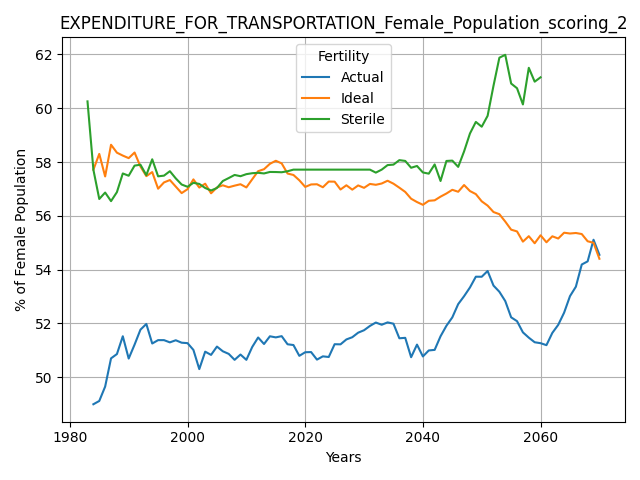 EXPENDITURE_FOR_TRANSPORTATION_Female_Population_scoring_2
Fertility
Actual
Ideal
Sterile
% of Female Population
62
60
58
56
54
52
50
1980
2000
2020
2040
2060
Years